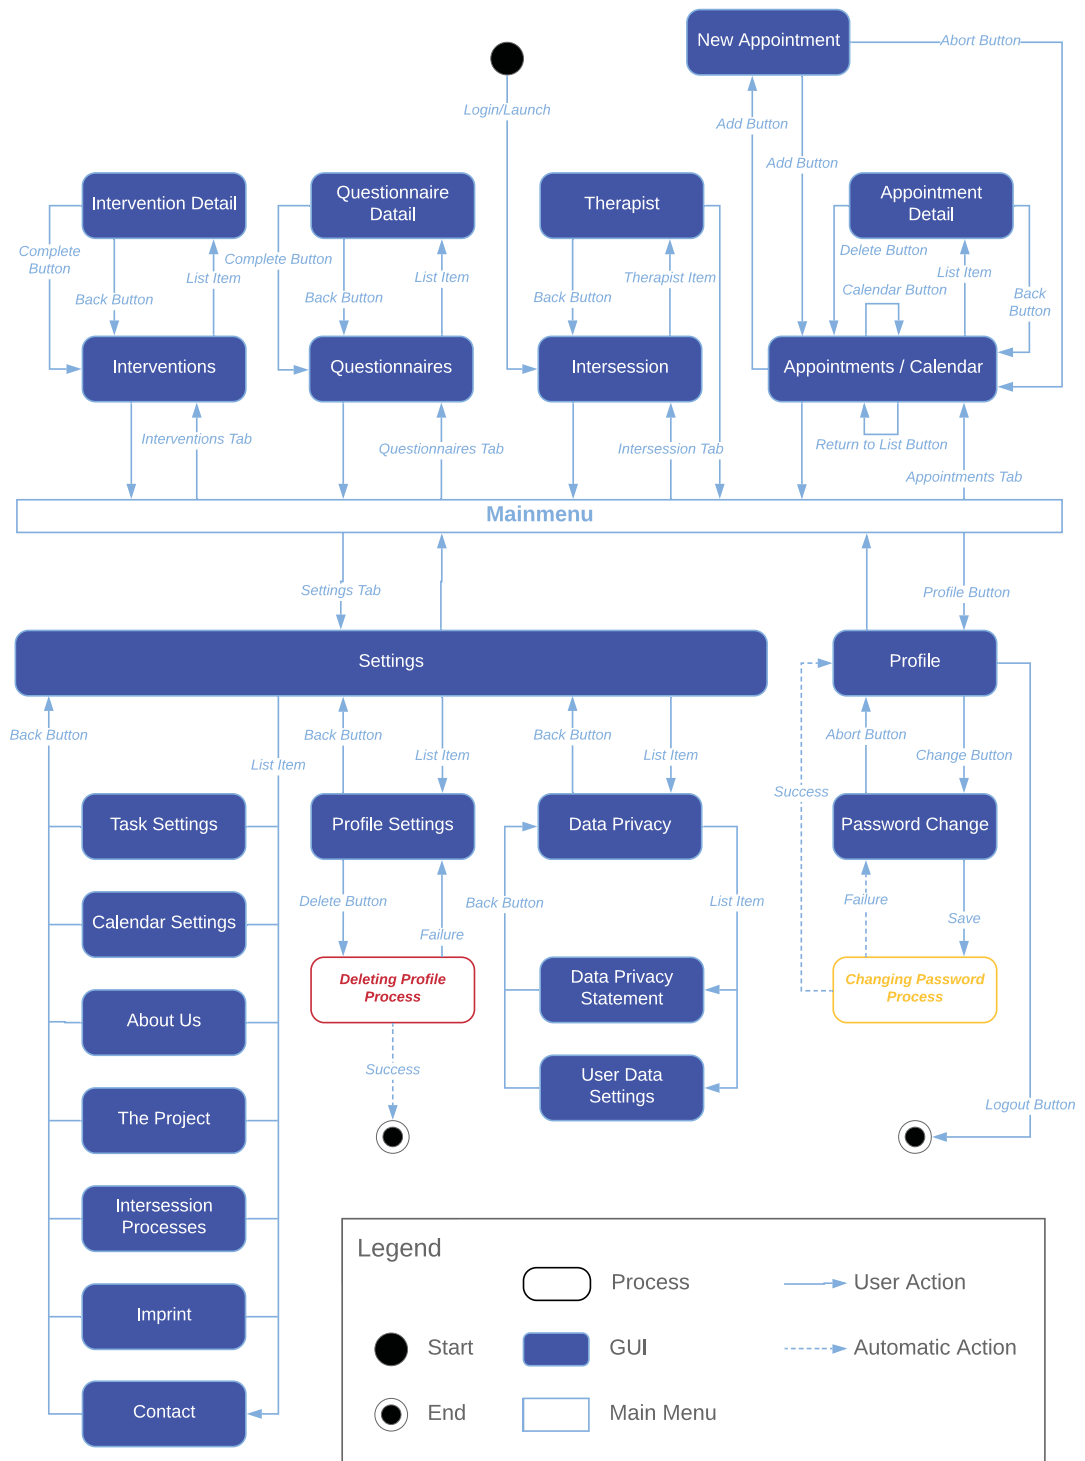 New Appointment
Abort Button
Login/Launch
Add Button
Add Button
Intervention Detail
Questionnaire
Datail
Therapist
Appointment
Detail
Complete
Button
Complete Button
Delete Button
List Item
List Item
Therapist Item
List Item
Back Button
Back Button
Back Button
Calendar Button
Back
Button
Interventions
Questionnaires
Intersession
Appointments / Calendar
Interventions Tab
Questionnaires Tab
Intersession Tab
Return to List Button
Appointments Tab
Mainmenu
Settings Tab
Profile Button
Settings
Profile
Back Button
Back Button
Back Button
Abort Button
List Item
List Item
List Item
Change Button
Success
Task Settings
Profile Settings
Data Privacy
Password Change
Delete Button
Back Button
List Item
Failure
Calendar Settings
Failure
Save
Deleting Profile
Process
Data Privacy
Statement
Changing Password
Process
About Us
Success
User Data
Settings
The Project
Logout Button
Intersession
Processes
Imprint
Contact
Legend
Process
User Action
Start
GUI
Automatic Action
End
Main Menu